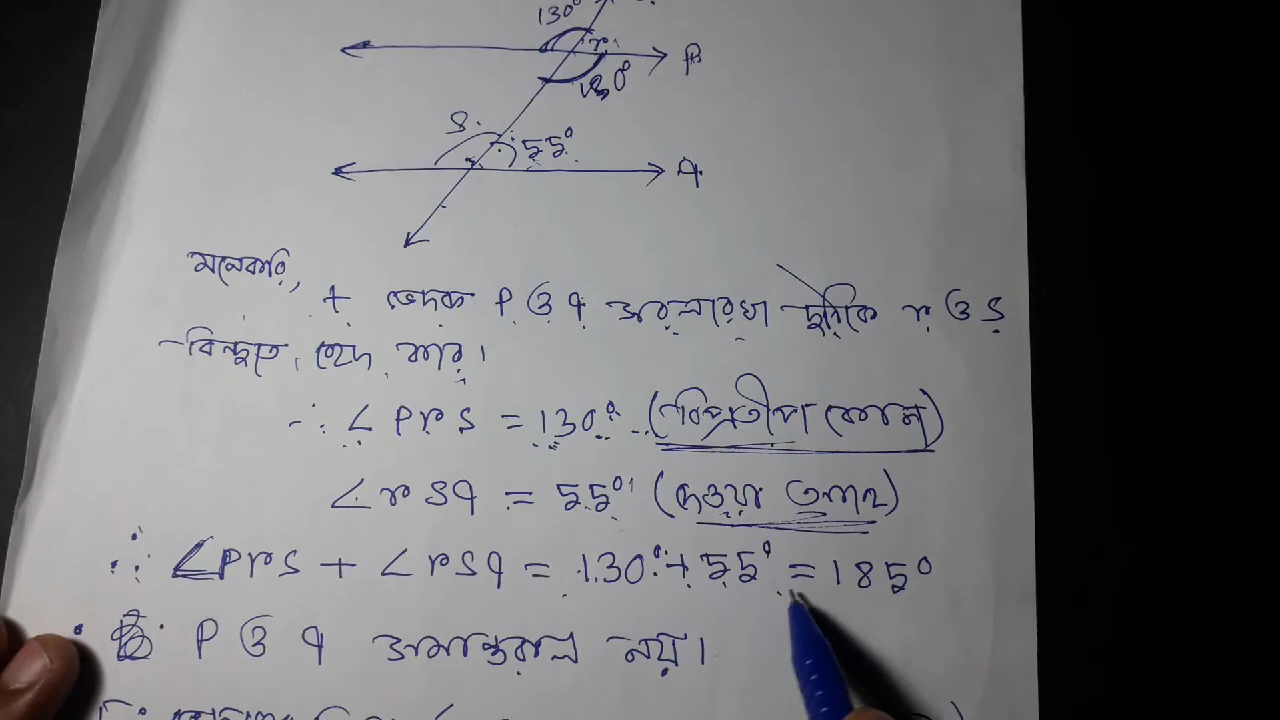 130°
r
P
130°
S
55°
q
মনেকরি,
t ভেদক P ও q সরলরেখা দুটিকে r ও S
বিন্দুতে ছেদ করে।
∴ ∠PrS = 130° (বিপ্রতীপ কোন)
∠rSq = 55° (দেওয়া আছে)
∴ ∠PrS + ∠rSq = 130° + 55° = 185°
∴ P ও q সমান্তরাল নয়।